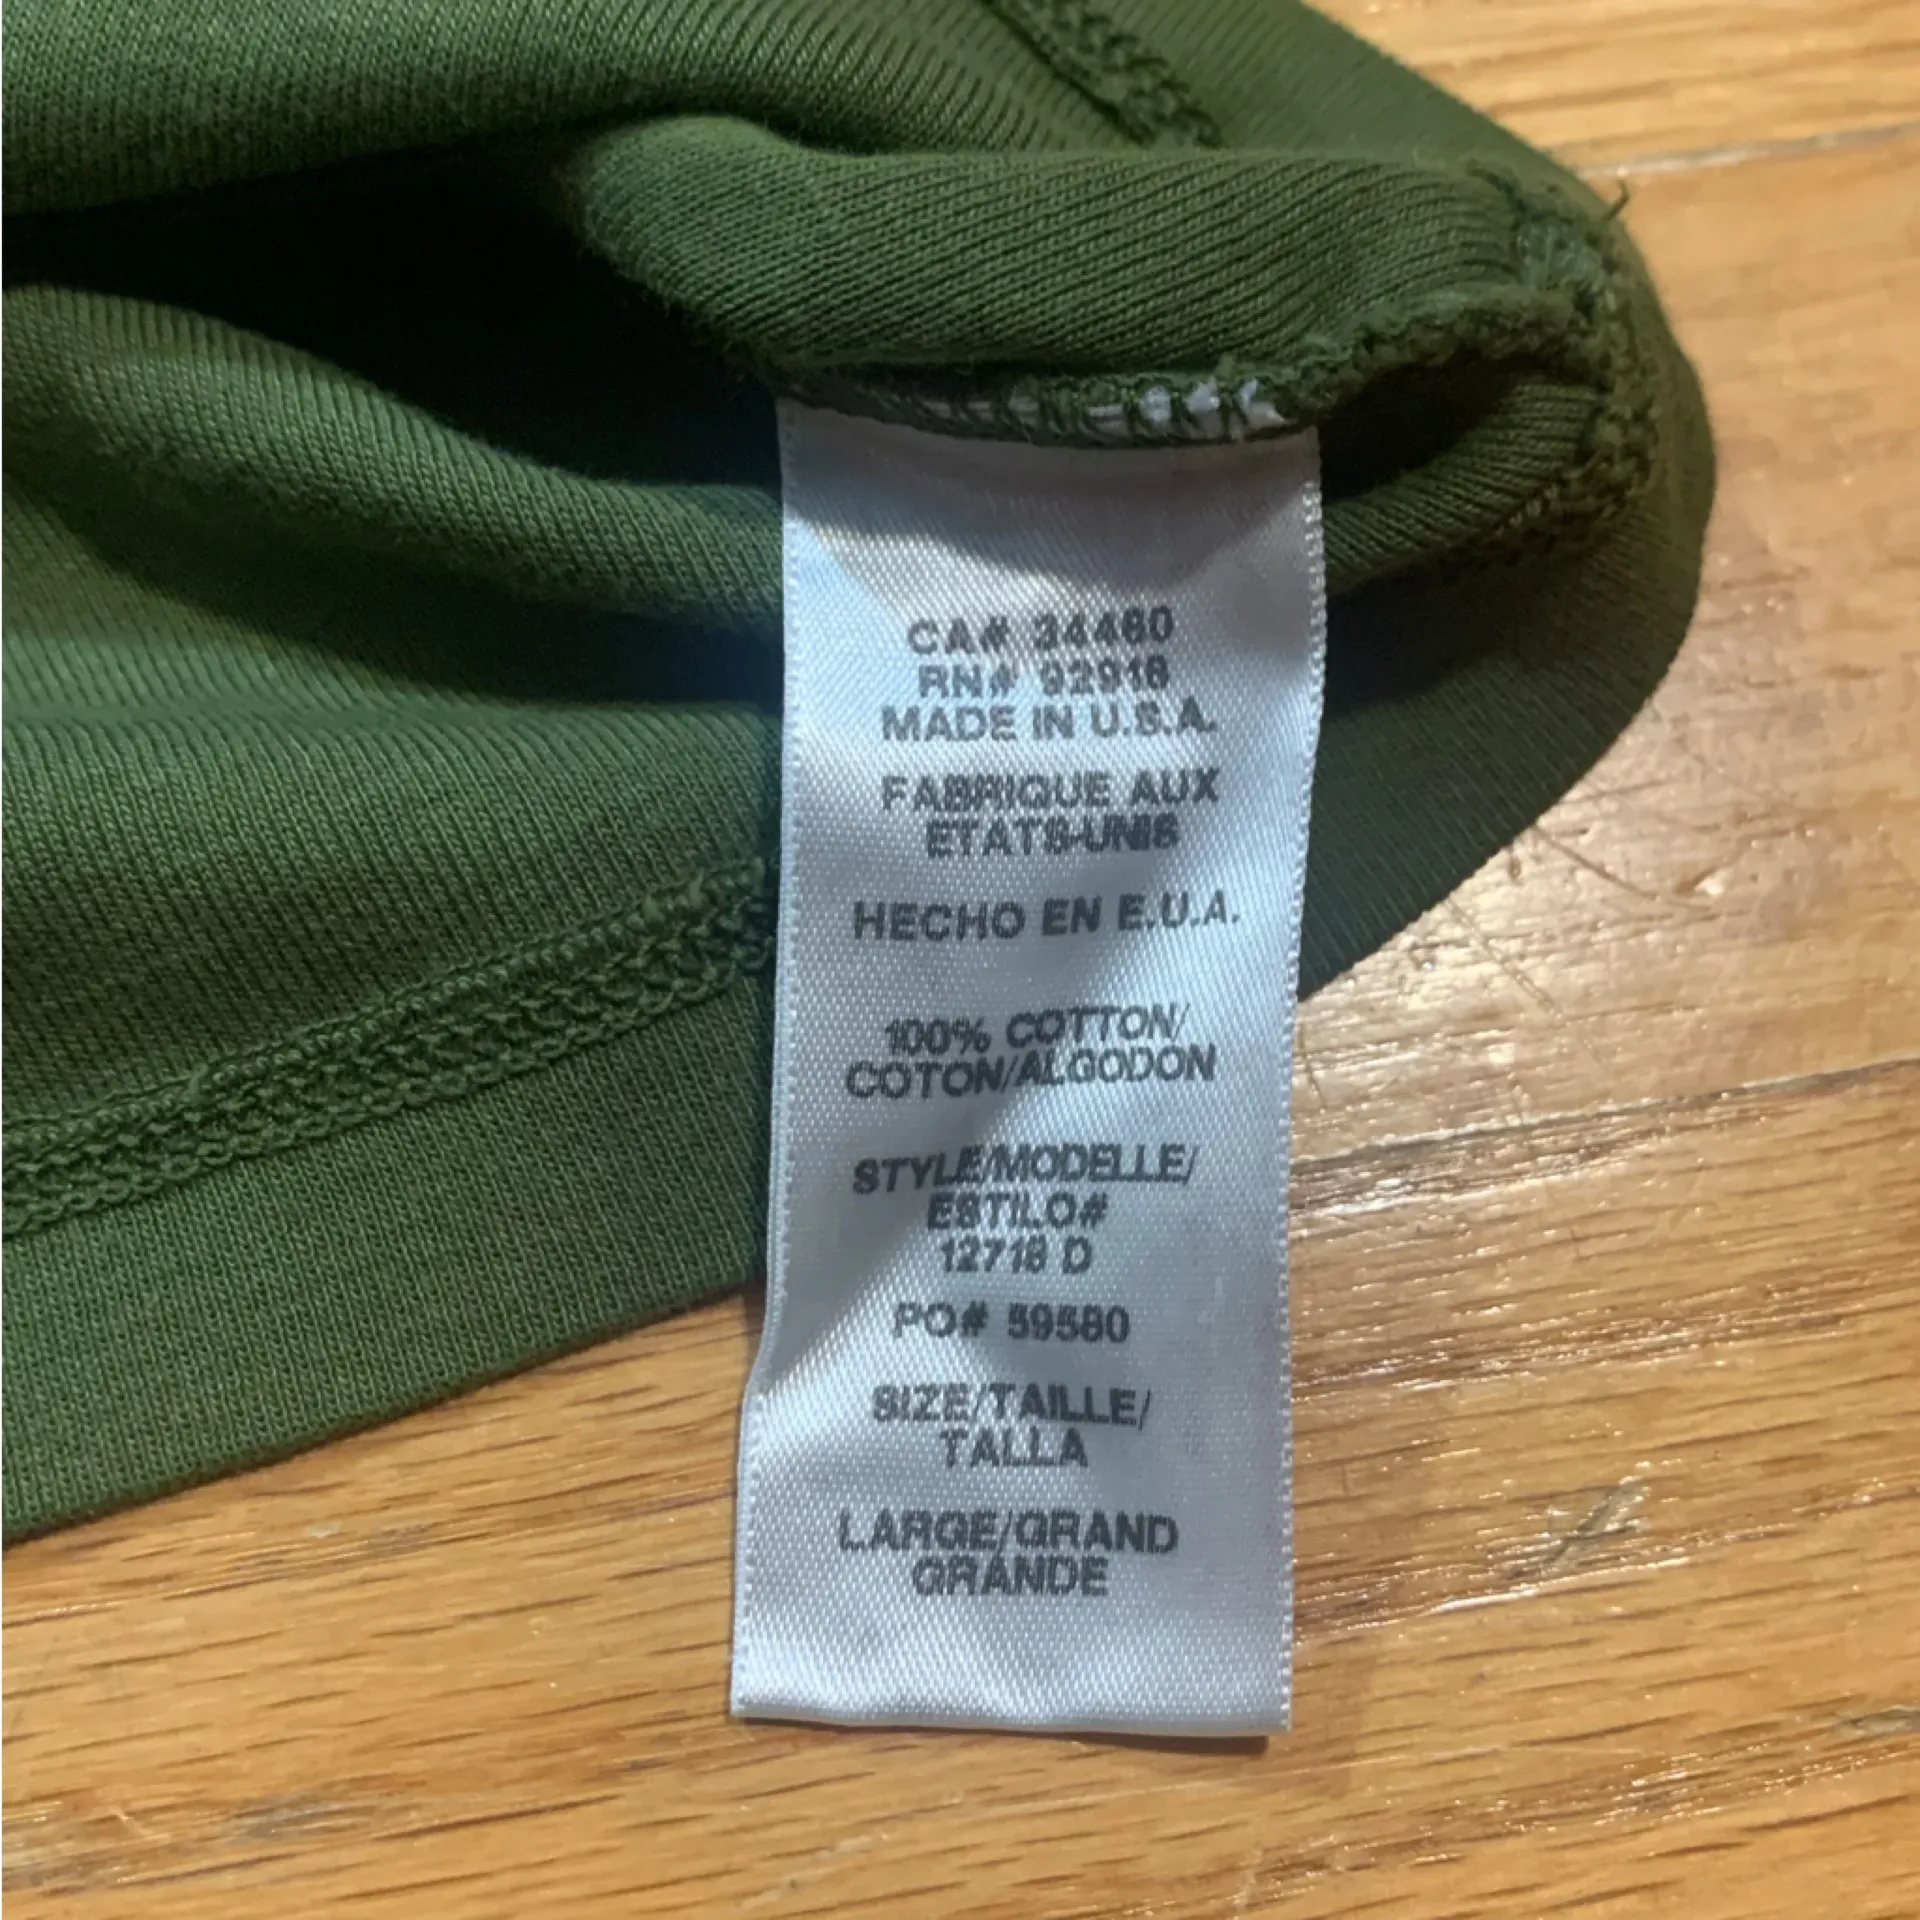 CA# 34460
RN# 92918
MADE IN U.S.A.
FABRIQUE AUX
ETATS-UNIS
HECHO EN E.U.A.
100% COTTON/
COTON/ALGODON
STYLE/MODELLE/
ESTILO#
12718 D
PO# 59580
SIZE/TAILLE/
TALLA
LARGE/GRAND
GRANDE